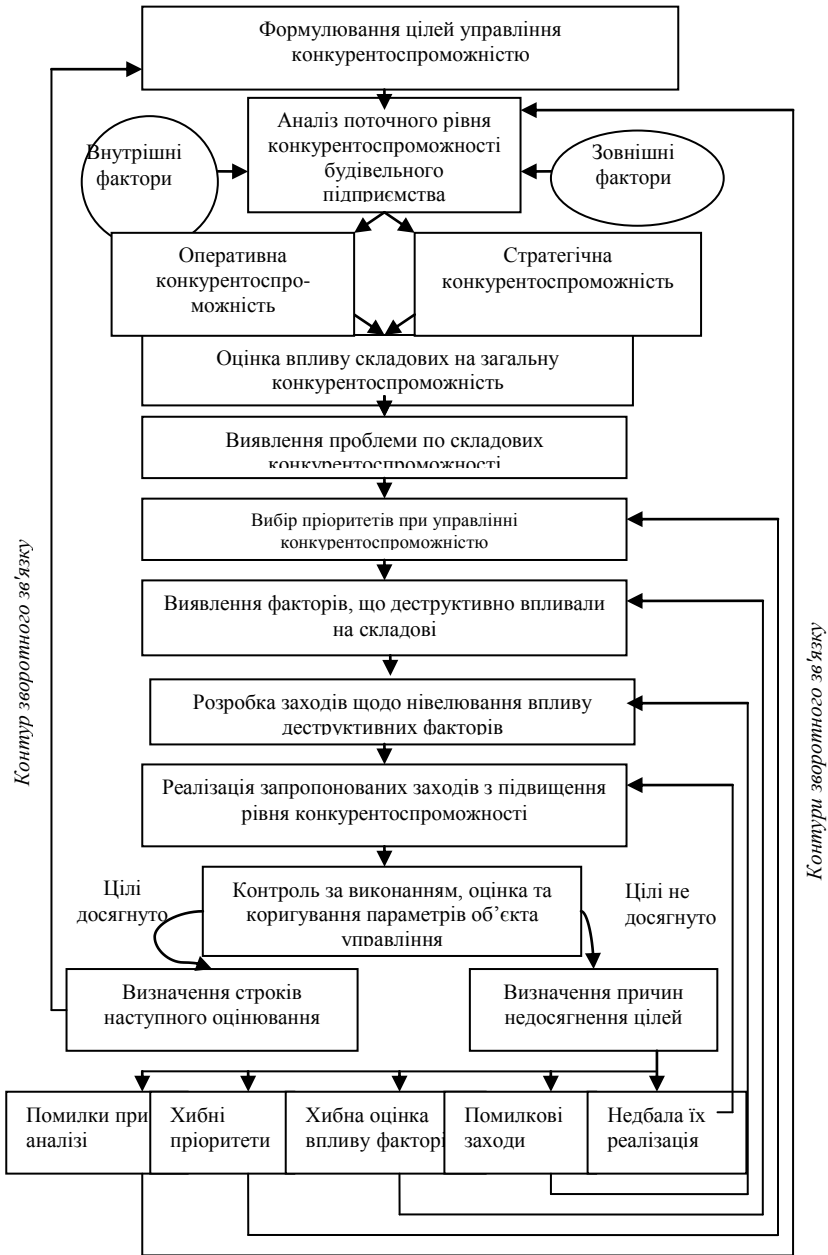 Формулювання цілей управління
конкурентоспроможністю
Аналіз поточного рівня
конкурентоспроможності
будівельного
підприємства
Внутрішні
фактори
Зовнішні
фактори
Оперативна
конкурентоспро-
можність
Стратегічна
конкурентоспроможність
Оцінка впливу складових на загальну
конкурентоспроможність
Виявлення проблеми по складових
конкурентоспроможності
Вибір пріоритетів при управлінні
конкурентоспроможністю
Виявлення факторів, що деструктивно впливали
на складові
Розробка заходів щодо нівелювання впливу
деструктивних факторів
Реалізація запропонованих заходів з підвищення
рівня конкурентоспроможності
Контур зворотного зв'язку
Контури зворотного зв'язку
Цілі
досягнуто
Контроль за виконанням, оцінка та
коригування параметрів об’єкта
управління
Цілі не
досягнуто
Визначення строків
наступного оцінювання
Визначення причин
недосягнення цілей
Помилки при
аналізі
Хибні
пріоритети
Хибна оцінка
впливу факторі
Помилкові
заходи
Недбала їх
реалізація